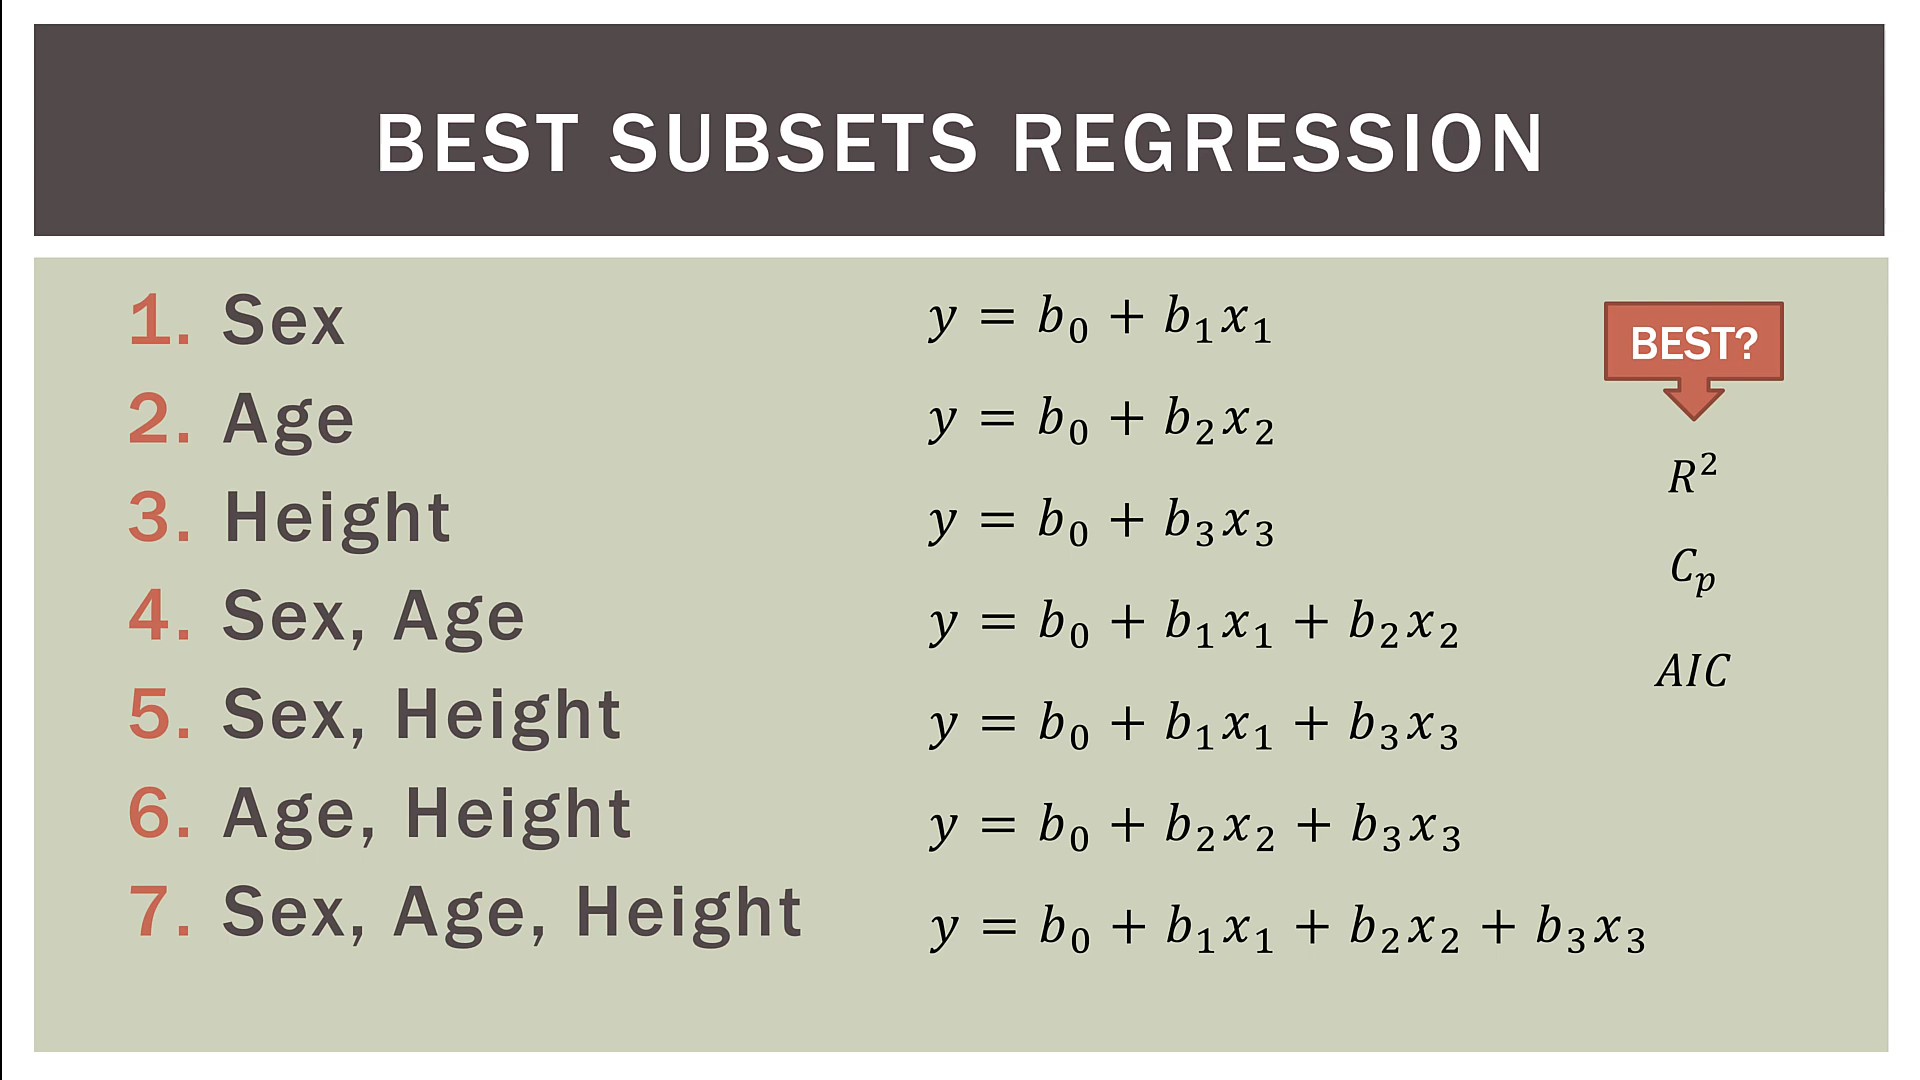 BEST SUBSETS REGRESSION
1. Sex
2. Age
3. Height
4. Sex, Age
5. Sex, Height
6. Age, Height
7. Sex, Age, Height
y = b₀ + b₁x₁
y = b₀ + b₂x₂
y = b₀ + b₃x₃
y = b₀ + b₁x₁ + b₂x₂
y = b₀ + b₁x₁ + b₃x₃
y = b₀ + b₂x₂ + b₃x₃
y = b₀ + b₁x₁ + b₂x₂ + b₃x₃
BEST?
R²
Cₚ
AIC